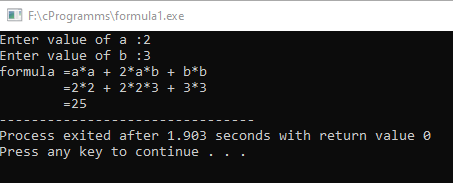 F:\cProgramms\formula1.exe
Enter value of a :2
Enter value of b :3
formula =a*a + 2*a*b + b*b
        =2*2 + 2*2*3 + 3*3
        =25
--------------------------------
Process exited after 1.903 seconds with return value 0
Press any key to continue . . .